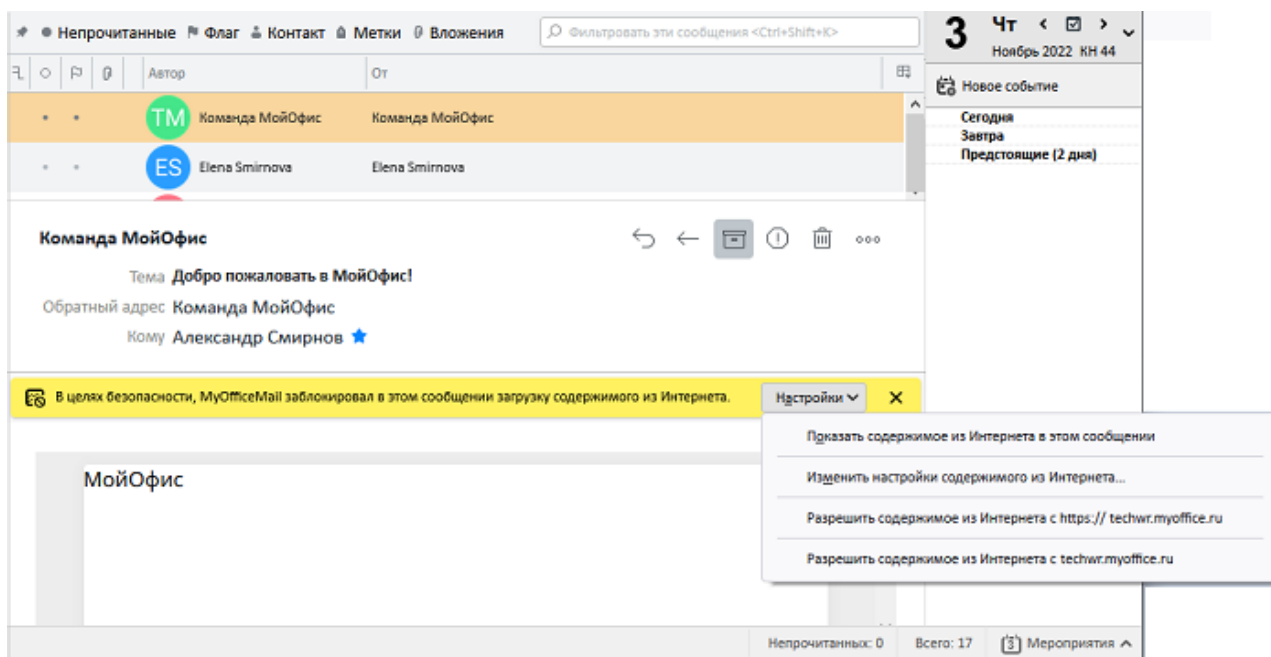 Непрочитанные Флаг Контакт Метки Вложения
Фильтровать эти сообщения <Ctrl+Shift+K>
3 Чт
Ноябрь 2022 КН 44
Автор От
Новое событие
TM Команда МойОфис Команда МойОфис
Сегодня
Завтра
Предстоящие (2 дня)
ES Elena Smirnova Elena Smirnova
Команда МойОфис
Тема Добро пожаловать в МойОфис!
Обратный адрес Команда МойОфис
Кому Александр Смирнов
В целях безопасности, MyOfficeMail заблокировал в этом сообщении загрузку содержимого из Интернета.
Настройки
Показать содержимое из Интернета в этом сообщении
Изменить настройки содержимого из Интернета...
Разрешить содержимое из Интернета с https:// techwr.myoffice.ru
Разрешить содержимое из Интернета с techwr.myoffice.ru
МойОфис
Непрочитанных: 0 Всего: 17 3 Мероприятия